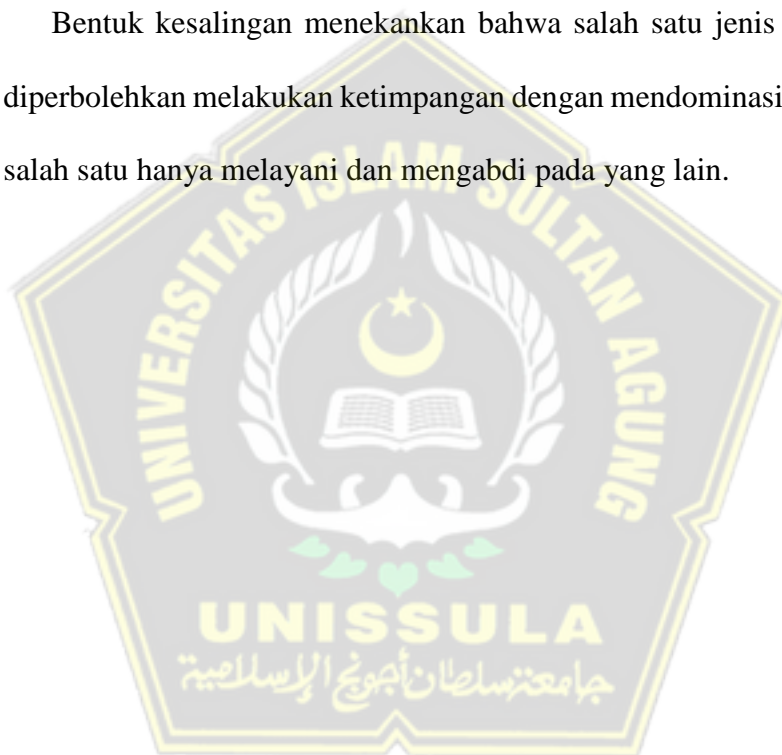 Bentuk kesalingan menekankan bahwa salah satu jenis
diperbolehkan melakukan ketimpangan dengan mendominasi
salah satu hanya melayani dan mengabdi pada yang lain.
UNIVERSITAS ISLAM SULTAN AGUNG
UNISSULA
جامعة سلطان أجونج الإسلامية